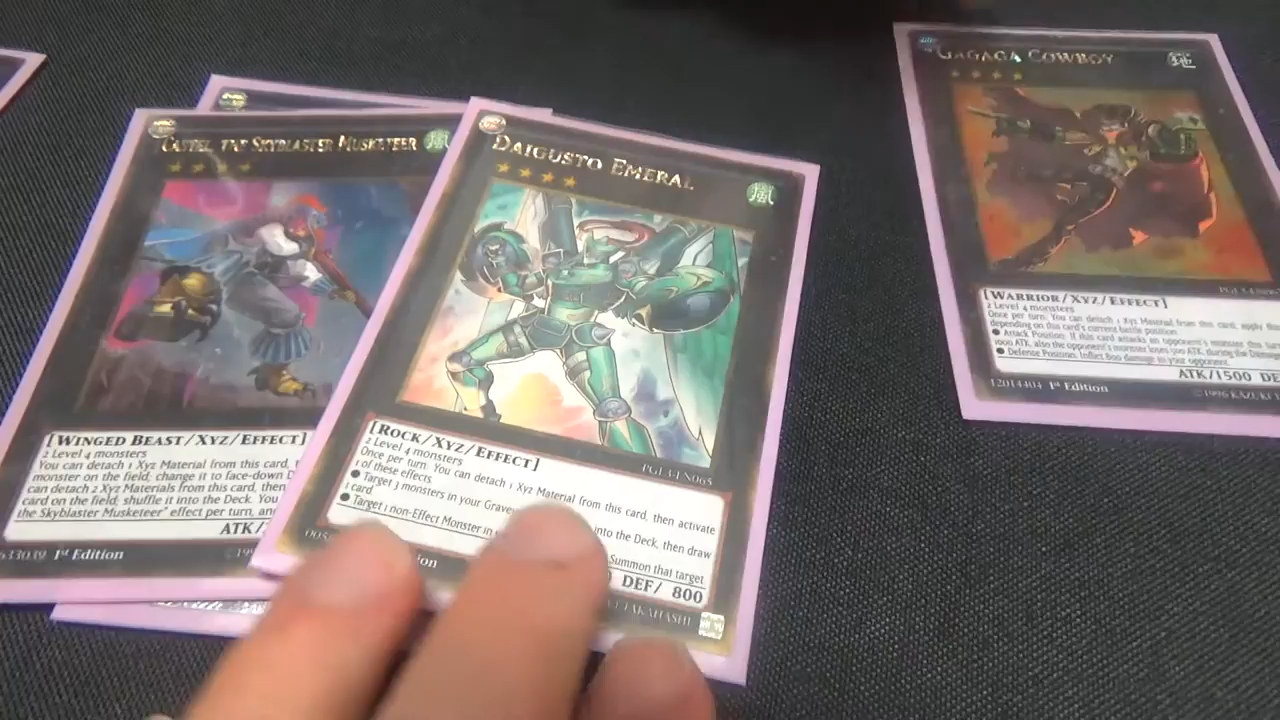 CASTEL, THE SKYBLASTER MUSKETEER
風
[WINGED BEAST/XYZ/EFFECT]
2 Level 4 monsters
You can detach 1 Xyz Material from this card,
monster on the field; change it to face-down D
can detach 2 Xyz Materials from this card, then
card on the field; shuffle it into the Deck. You
the Skyblaster Musketeer" effect per turn, an
ATK/
633039 1st Edition
DAIGUSTO EMERAL
風
PGL3-EN065
[ROCK/XYZ/EFFECT]
2 Level 4 monsters
Once per turn: You can detach 1 Xyz Material from this card, then activate
1 of these effects.
● Target 3 monsters in your Grave into the Deck, then draw
1 card.
● Target 1 non-Effect Monster in Summon that target
DEF/ 800
TAKAHASHI
GAGAGA COWBOY
地
[WARRIOR/XYZ/EFFECT]
2 Level 4 monsters
Once per turn: You can detach 1 Xyz Material from this card, apply
depending on this card's current battle position.
● Attack Position: If this card attacks an opponent's monster this
1000 ATK, also the opponent's monster loses 500 ATK, during the Damage
● Defense Position: Inflict 800 damage to your opponent.
ATK/1500 DE
12014404 1st Edition
©1996 KAZUKI